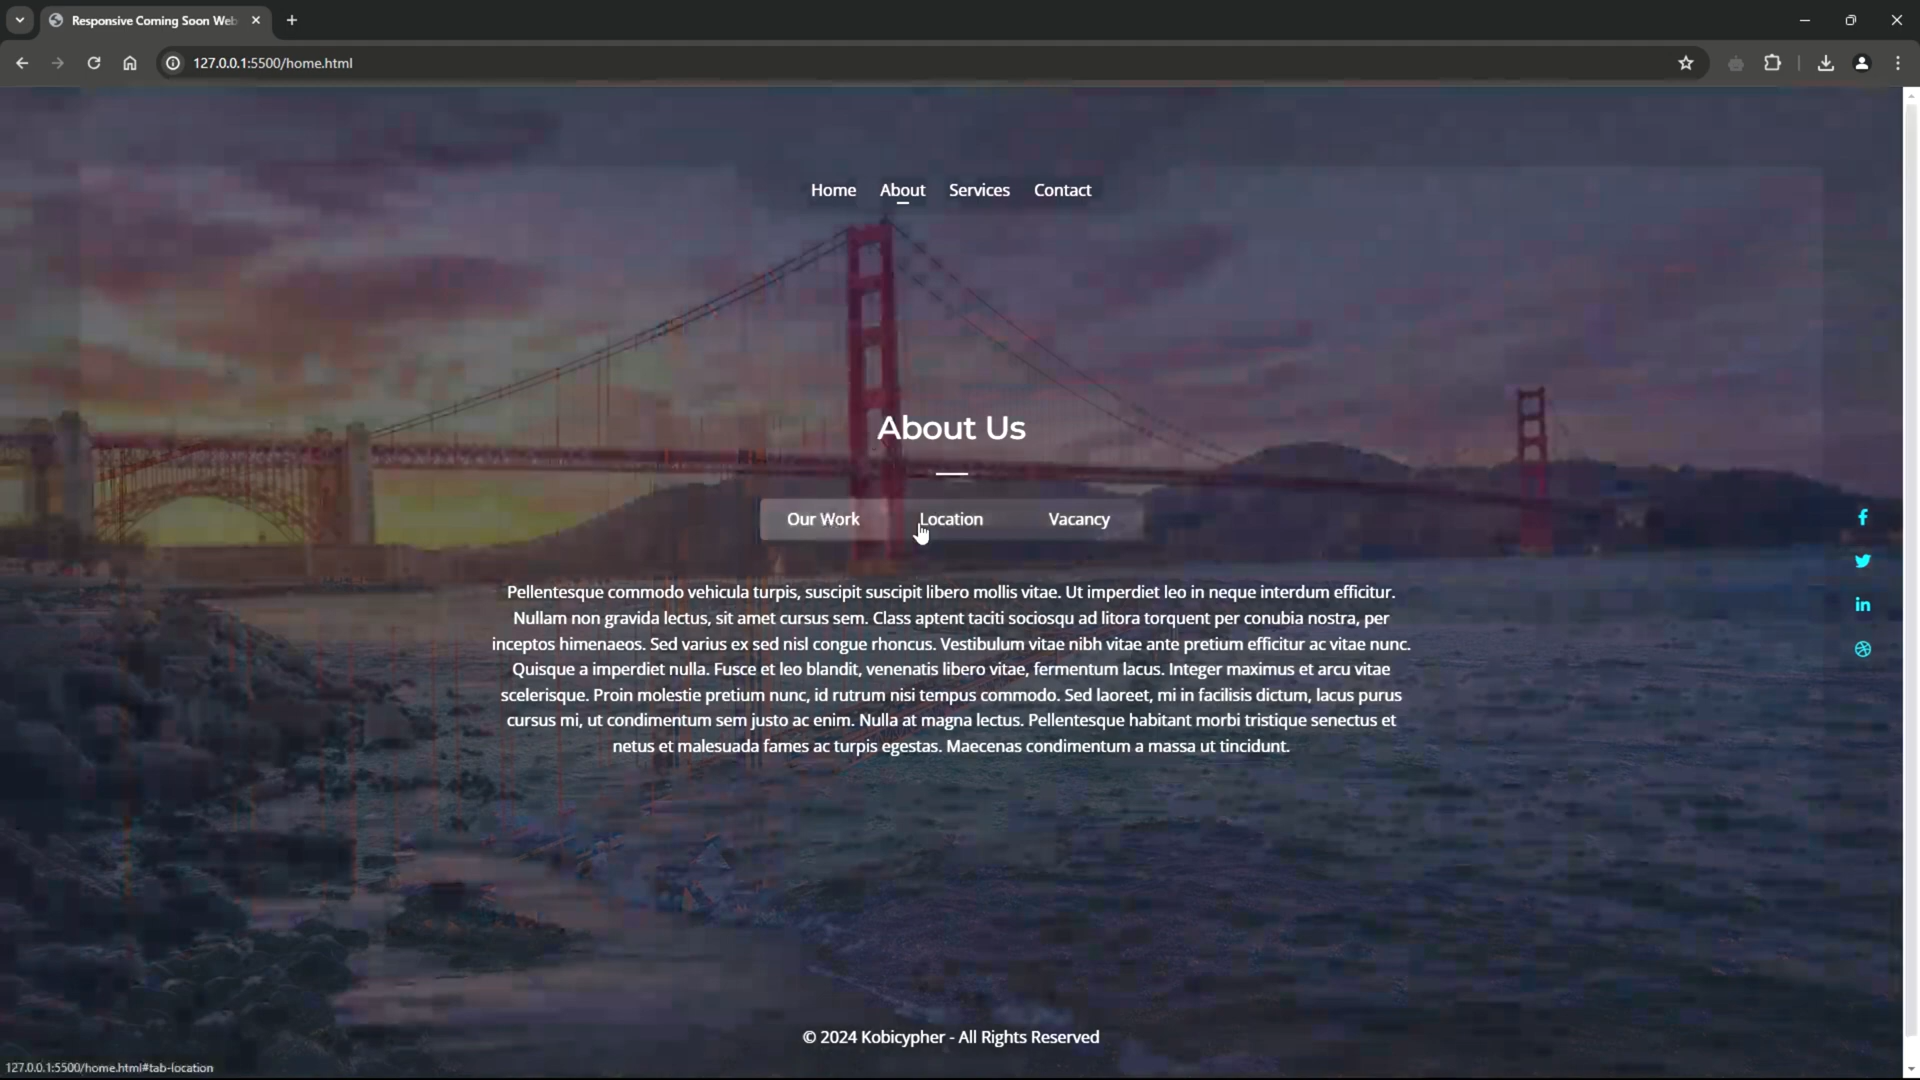 Responsive Coming Soon Web
127.0.0.1:5500/home.html
Home About Services Contact
About Us
Our Work Location Vacancy
Pellentesque commodo vehicula turpis, suscipit suscipit libero mollis vitae. Ut imperdiet leo in neque interdum efficitur.
Nullam non gravida lectus, sit amet cursus sem. Class aptent taciti sociosqu ad litora torquent per conubia nostra, per
inceptos himenaeos. Sed varius ex sed nisl congue rhoncus. Vestibulum vitae nibh vitae ante pretium efficitur ac vitae nunc.
Quisque a imperdiet nulla. Fusce et leo blandit, venenatis libero vitae, fermentum lacus. Integer maximus et arcu vitae
scelerisque. Proin molestie pretium nunc, id rutrum nisi tempus commodo. Sed laoreet, mi in facilisis dictum, lacus purus
cursus mi, ut condimentum sem justo ac enim. Nulla at magna lectus. Pellentesque habitant morbi tristique senectus et
netus et malesuada fames ac turpis egestas. Maecenas condimentum a massa ut tincidunt.
© 2024 Kobicypher - All Rights Reserved
127.0.0.1:5500/home.html#tab-location